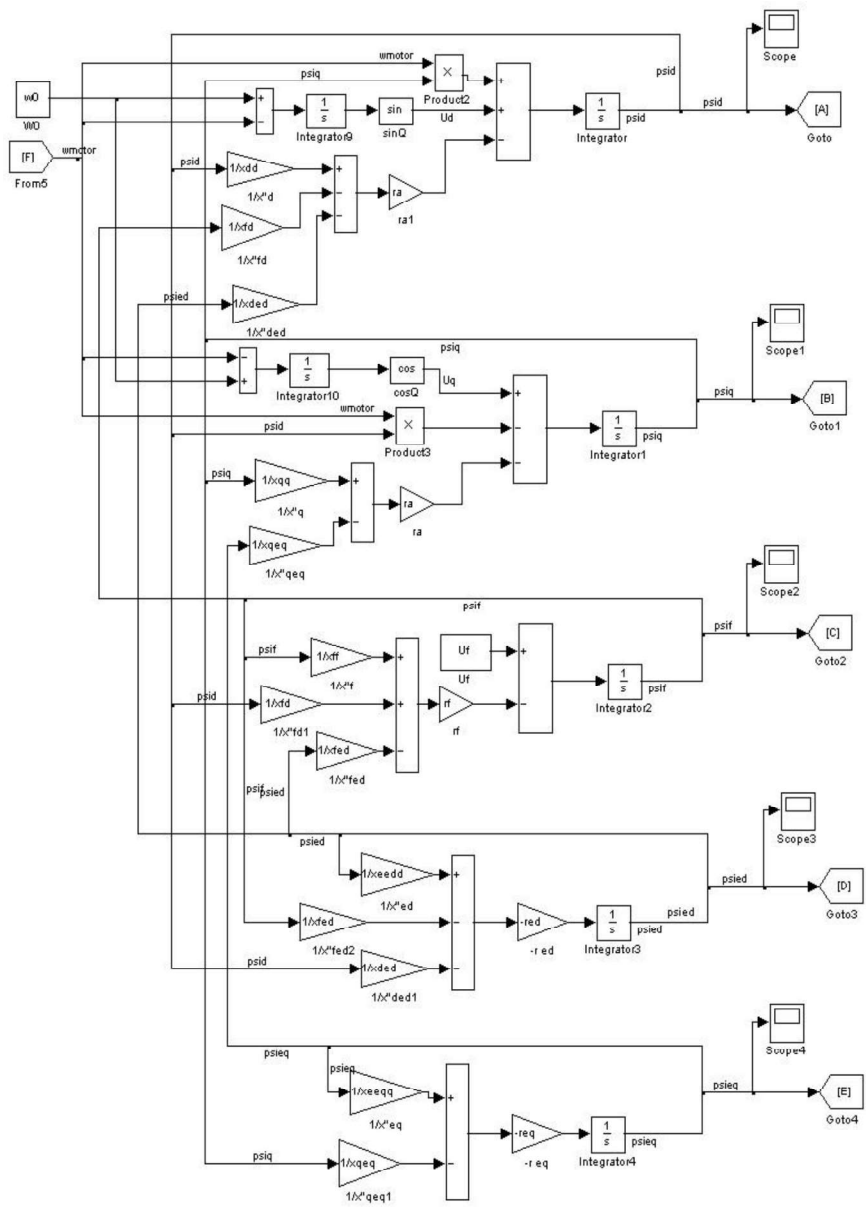 wmotor
Scope
psiq
×
psid
w0
+
+
psid
[A]
Product2
1
s
sin
+
1
s
W0
−
Ud
psid
Goto
Integrator9
sinQ
Integrator
[F]
wmotor
−
From5
psid
1/xdd
+
1/x"d
−
ra
1/xfd
−
ra1
1/x"fd
psied
1/xded
1/x"ded
psiq
Scope1
−
1
s
cos
+
Uq
psiq
[B]
Integrator10
cosQ
+
wmotor
1
s
psid
×
−
psiq
Goto1
Product3
Integrator1
psiq
−
1/xqq
+
1/x"q
ra
−
ra
1/xqeq
1/x"qeq
Scope2
psif
psif
[C]
psif
1/xff
+
Uf
+
Goto2
1/x"f
Uf
1
s
psid
1/xfd
+
rf
−
psif
Integrator2
1/x"fd1
rf
1/xfed
−
psif
psied
1/x"fed
Scope3
psied
1/xeedd
+
psied
[D]
1/x"ed
Goto3
1/xfed
−
-red
1
s
psied
psied
1/x"fed2
-r ed
Integrator3
psid
1/xded
−
1/x"ded1
Scope4
psieq
psieq
psieq
[E]
1/xeeqq
+
Goto4
1/x"eq
-req
1
s
psieq
-r eq
Integrator4
psiq
1/xqeq
−
1/x"qeq1